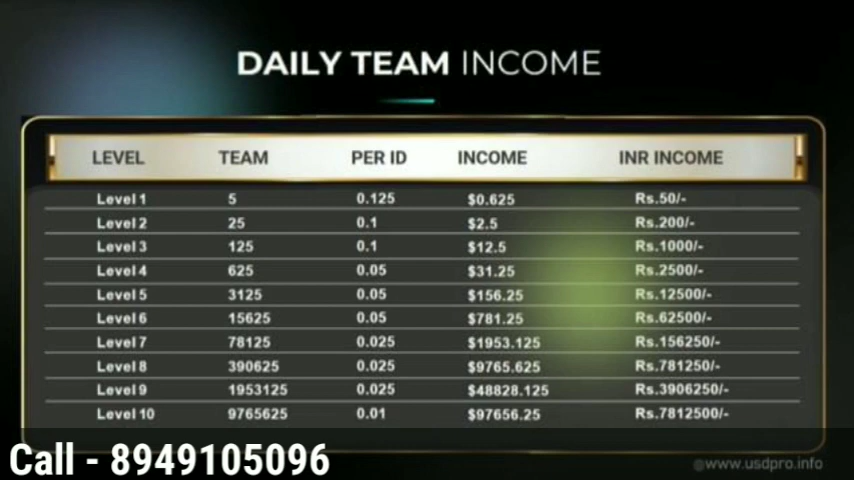 DAILY TEAM INCOME
LEVEL TEAM PER ID INCOME INR INCOME
Level 1 5 0.125 $0.625 Rs.50/-
Level 2 25 0.1 $2.5 Rs.200/-
Level 3 125 0.1 $12.5 Rs.1000/-
Level 4 625 0.05 $31.25 Rs.2500/-
Level 5 3125 0.05 $156.25 Rs.12500/-
Level 6 15625 0.05 $781.25 Rs.62500/-
Level 7 78125 0.025 $1953.125 Rs.156250/-
Level 8 390625 0.025 $9765.625 Rs.781250/-
Level 9 1953125 0.025 $48828.125 Rs.3906250/-
Level 10 9765625 0.01 $97656.25 Rs.7812500/-
Call - 8949105096
@www.usdpro.info